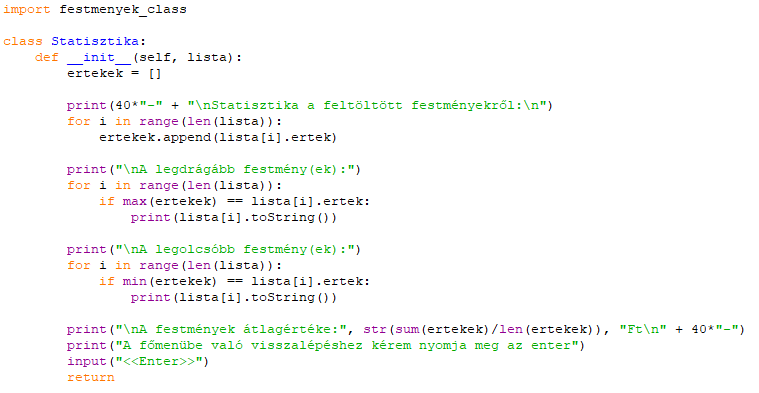 import festmenyek_class

class Statisztika:
    def __init__(self, lista):
        ertekek = []

        print(40*"-" + "\nStatisztika a feltöltött festményekről:\n")
        for i in range(len(lista)):
            ertekek.append(lista[i].ertek)

        print("\nA legdrágább festmény(ek):")
        for i in range(len(lista)):
            if max(ertekek) == lista[i].ertek:
                print(lista[i].toString())

        print("\nA legolcsóbb festmény(ek):")
        for i in range(len(lista)):
            if min(ertekek) == lista[i].ertek:
                print(lista[i].toString())

        print("\nA festmények átlagértéke:", str(sum(ertekek)/len(ertekek)), "Ft\n" + 40*"-")
        print("A főmenübe való visszalépéshez kérem nyomja meg az enter")
        input("<<Enter>>")
        return